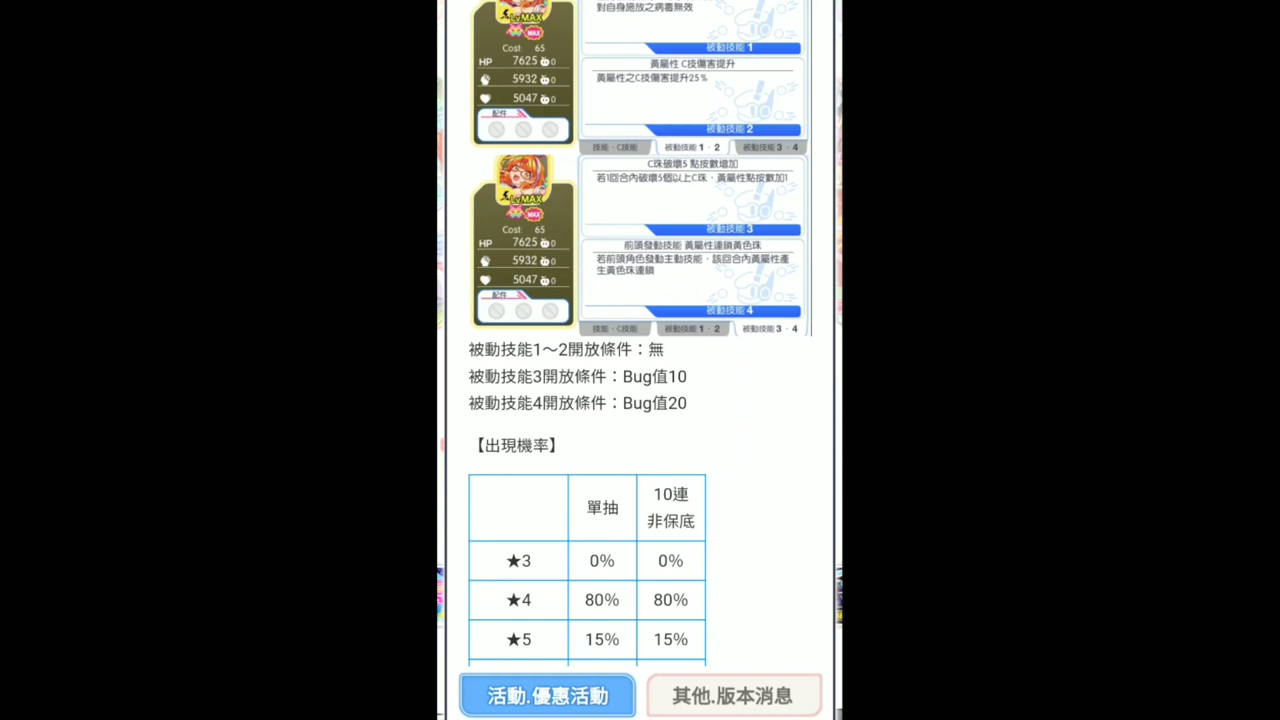 對自身施放之病毒無效
被動技能 1
黃屬性 C技傷害提升
黃屬性之C技傷害提升25%
被動技能 2
技能・C技能
被動技能 1・2
被動技能 3・4
Lv.MAX
MAX
Cost: 65
HP 7625 0
5932 0
5047 0
配件
C珠破壞5 點按數增加
若1回合內破壞5個以上C珠，黃屬性點按數加1
被動技能 3
前頭發動技能 黃屬性連鎖黃色珠
若前頭角色發動主動技能，該回合內黃屬性產
生黃色珠連鎖
被動技能 4
技能・C技能
被動技能 1・2
被動技能 3・4
Lv.MAX
MAX
Cost: 65
HP 7625 0
5932 0
5047 0
配件
被動技能1～2開放條件：無
被動技能3開放條件：Bug值10
被動技能4開放條件：Bug值20
【出現機率】
單抽
10連
非保底
★3 0% 0%
★4 80% 80%
★5 15% 15%
活動.優惠活動
其他.版本消息